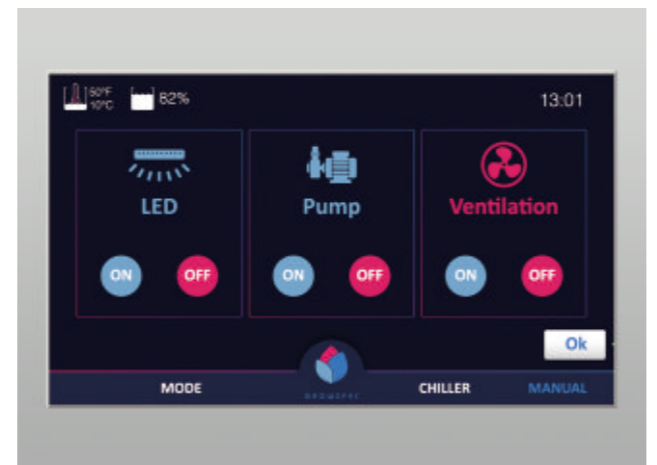 50°F
10°C
82%
13:01
LED
Pump
Ventilation
ON OFF
ON OFF
ON OFF
Ok
MODE
CHILLER
MANUAL